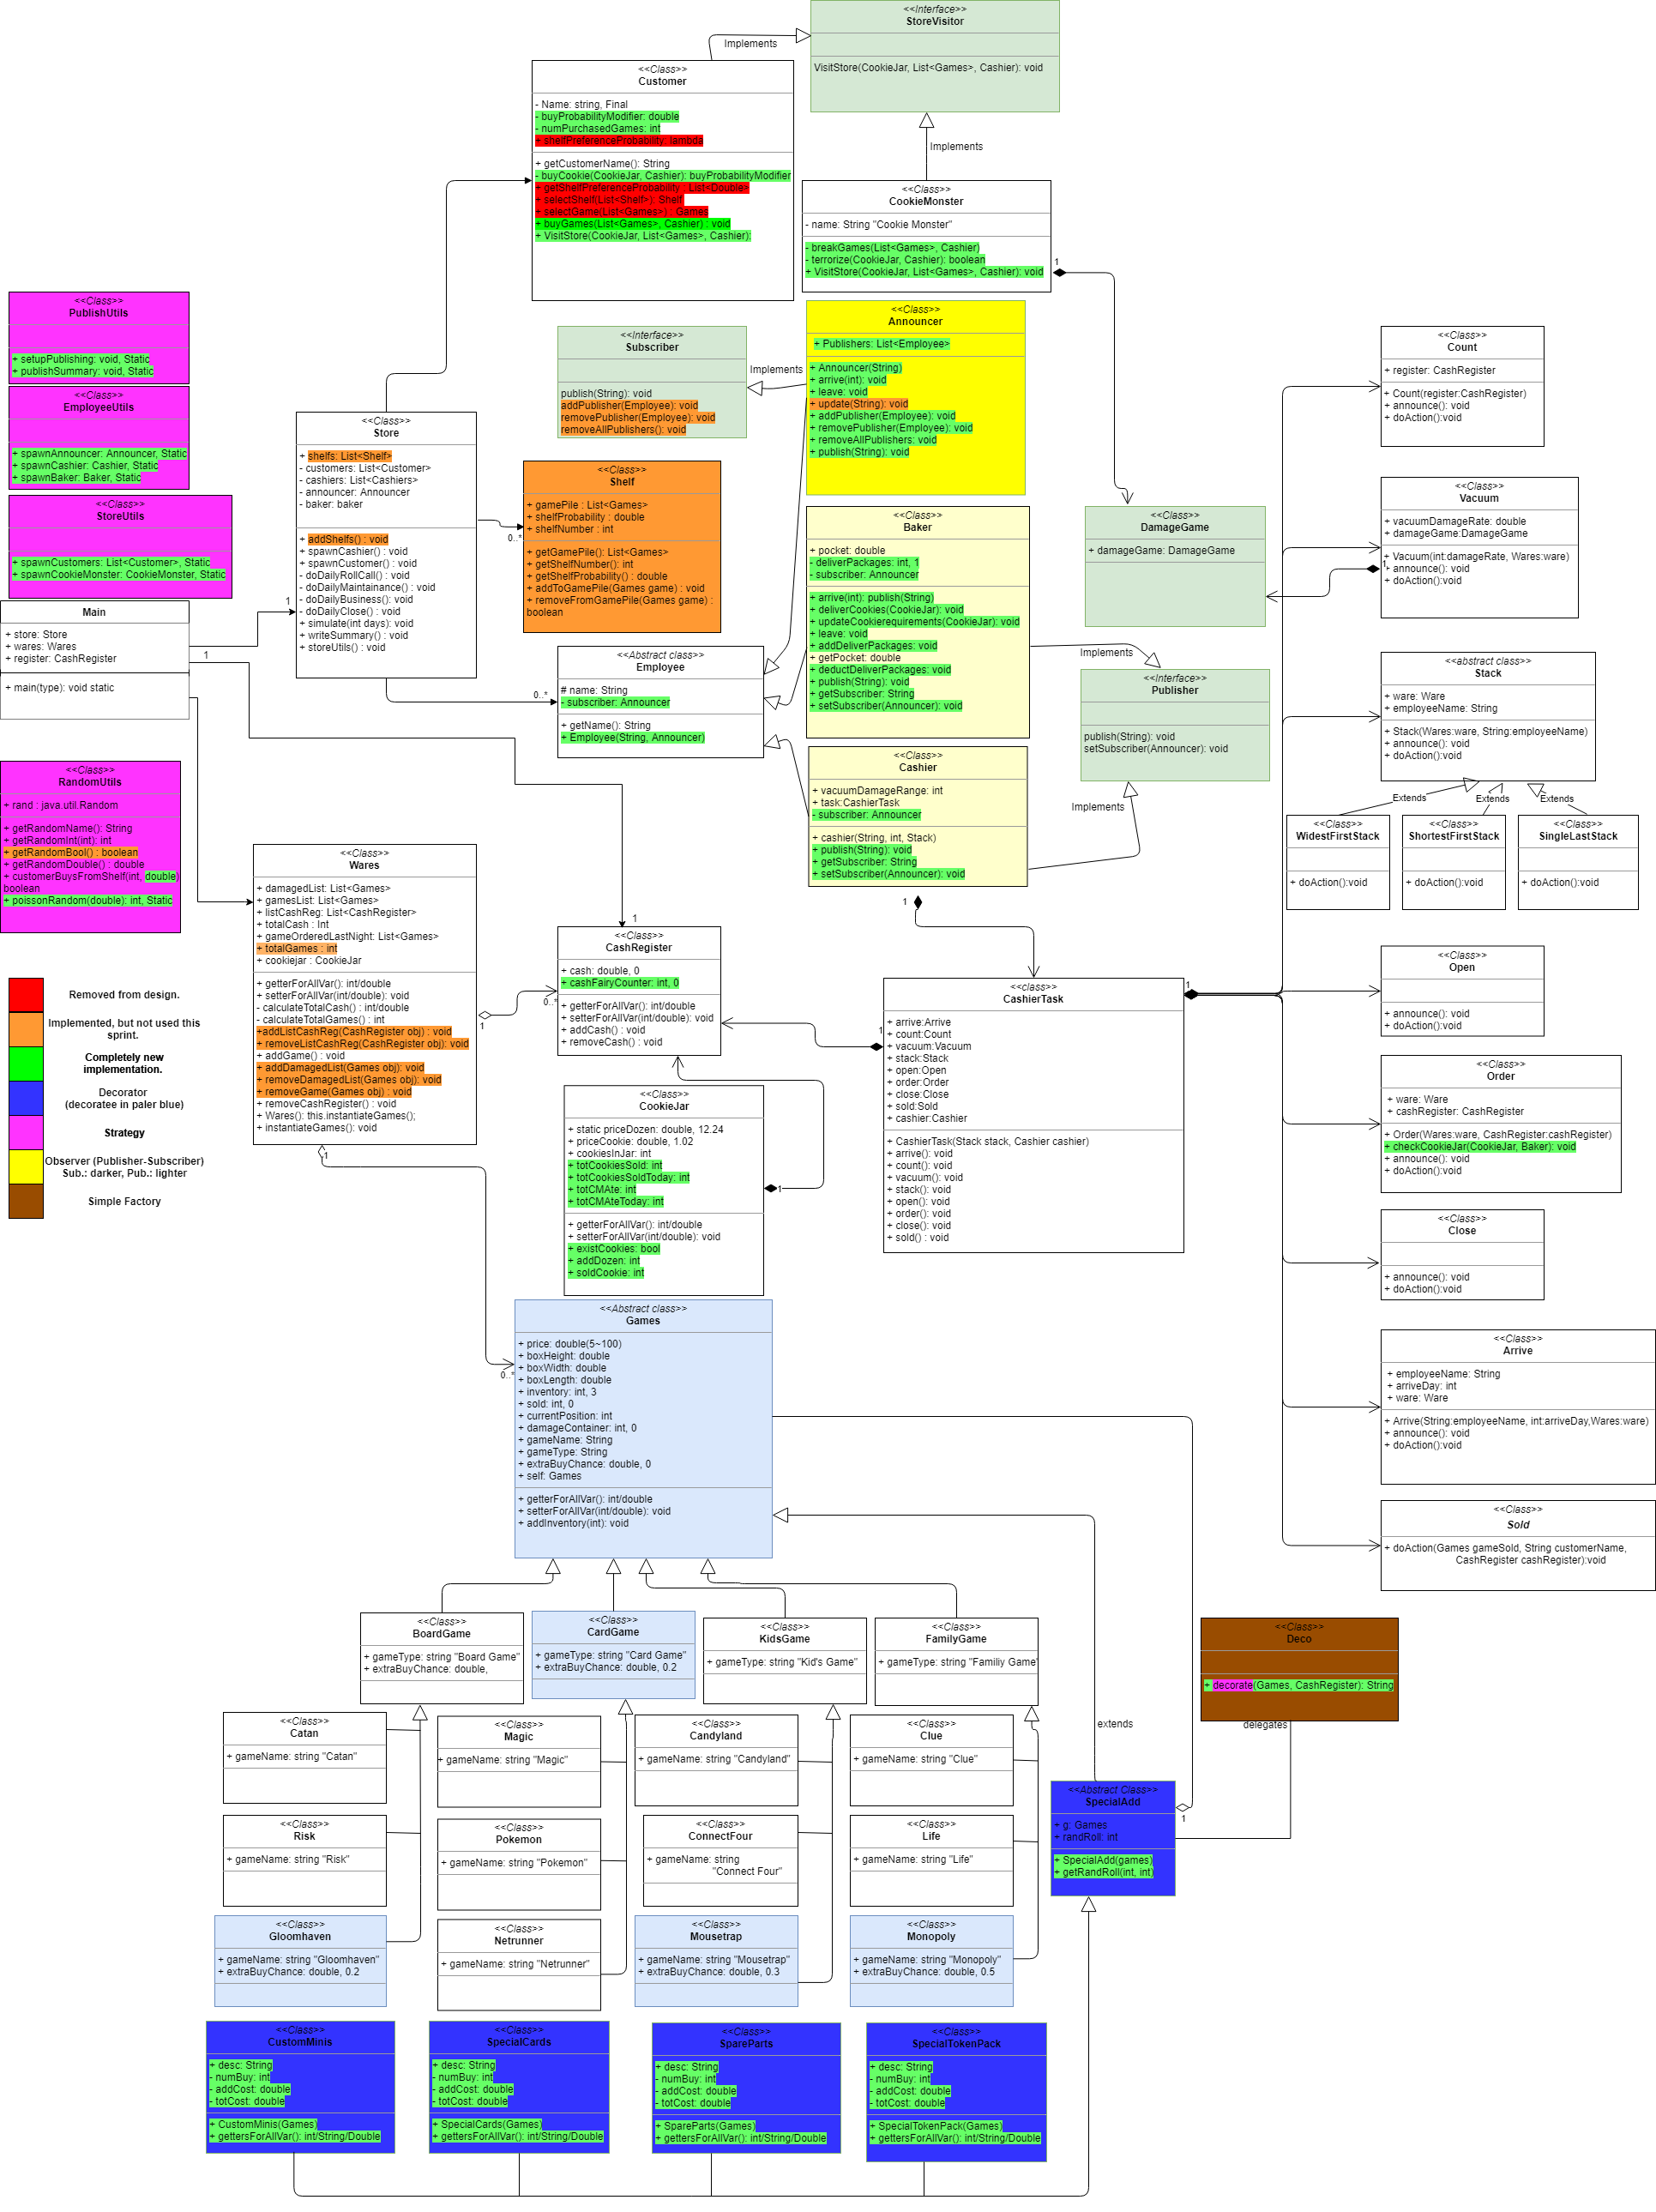 <<Interface>>
StoreVisitor
VisitStore(CookieJar, List<Games>, Cashier): void
Implements
<<Class>>
Customer
- Name: string, Final
- buyProbabilityModifier: double
- numPurchasedGames: int
+ shelfPreferenceProbability: lambda
+ getCustomerName(): String
- buyCookie(CookieJar, Cashier): buyProbabilityModifier
+ getShelfPreferenceProbability : List<Double>
+ selectShelf(List<Shelf>): Shelf
+ selectGame(List<Games>) : Games
+ buyGames(List<Games>, Cashier) : void
+ VisitStore(CookieJar, List<Games>, Cashier):
Implements
<<Class>>
CookieMonster
- name: String "Cookie Monster"
- breakGames(List<Games>, Cashier)
- terrorize(CookieJar, Cashier): boolean
+ VisitStore(CookieJar, List<Games>, Cashier): void
1
<<Class>>
PublishUtils
+ setupPublishing: void, Static
+ publishSummary: void, Static
<<Class>>
EmployeeUtils
+ spawnAnnouncer: Announcer, Static
+ spawnCashier: Cashier, Static
+ spawnBaker: Baker, Static
<<Class>>
StoreUtils
+ spawnCustomers: List<Customer>, Static
+ spawnCookieMonster: CookieMonster, Static
Main
+ store: Store
+ wares: Wares
+ register: CashRegister
+ main(type): void static
1
1
<<Class>>
Store
+ shelfs: List<Shelf>
- customers: List<Customer>
- cashiers: List<Cashiers>
- announcer: Announcer
- baker: baker
+ addShelfs() : void
+ spawnCashier() : void
+ spawnCustomer() : void
- doDailyRollCall() : void
- doDailyMaintainance() : void
- doDailyBusiness(): void
- doDailyClose() : void
+ simulate(int days): void
+ writeSummary() : void
+ storeUtils() : void
<<Interface>>
Subscriber
publish(String): void
addPublisher(Employee): void
removePublisher(Employee): void
removeAllPublishers(): void
Implements
<<Class>>
Announcer
+ Publishers: List<Employee>
+ Announcer(String)
+ arrive(int): void
+ leave: void
+ update(String): void
+ addPublisher(Employee): void
+ removePublisher(Employee): void
+ removeAllPublishers: void
+ publish(String): void
<<Class>>
Shelf
+ gamePile : List<Games>
+ shelfProbability : double
+ shelfNumber : int
+ getGamePile(): List<Games>
+ getShelfNumber(): int
+ getShelfProbability() : double
+ addToGamePile(Games game) : void
+ removeFromGamePile(Games game) :
boolean
0..*
<<Class>>
Baker
+ pocket: double
- deliverPackages: int, 1
- subscriber: Announcer
+ arrive(int): publish(String)
+ deliverCookies(CookieJar): void
+ updateCookierequirements(CookieJar): void
+ leave: void
+ addDeliverPackages: void
+ getPocket: double
+ deductDeliverPackages: void
+ publish(String): void
+ getSubscriber: String
+ setSubscriber(Announcer): void
<<Class>>
DamageGame
+ damageGame: DamageGame
<<Abstract class>>
Employee
# name: String
- subscriber: Announcer
+ getName(): String
+ Employee(String, Announcer)
0..*
Implements
<<Interface>>
Publisher
publish(String): void
setSubscriber(Announcer): void
Implements
<<Class>>
Cashier
+ vacuumDamageRange: int
+ task:CashierTask
- subscriber: Announcer
+ cashier(String, int, Stack)
+ publish(String): void
+ getSubscriber: String
+ setSubscriber(Announcer): void
1
<<Class>>
Count
+ register: CashRegister
+ Count(register:CashRegister)
+ announce(): void
+ doAction():void
<<Class>>
Vacuum
+ vacuumDamageRate: double
+ damageGame:DamageGame
+ Vacuum(int:damageRate, Wares:ware)
+ announce(): void
+ doAction():void
1
<<abstract class>>
Stack
+ ware: Ware
+ employeeName: String
+ Stack(Wares:ware, String:employeeName)
+ announce(): void
+ doAction():void
Extends
Extends
Extends
<<Class>>
WidestFirstStack
+ doAction():void
<<Class>>
ShortestFirstStack
+ doAction():void
<<Class>>
SingleLastStack
+ doAction():void
<<Class>>
RandomUtils
+ rand : java.util.Random
+ getRandomName(): String
+ getRandomInt(int): int
+ getRandomBool() : boolean
+ getRandomDouble() : double
+ customerBuysFromShelf(int, double)
boolean
+ poissonRandom(double): int, Static
<<Class>>
Wares
+ damagedList: List<Games>
+ gamesList: List<Games>
+ listCashReg: List<CashRegister>
+ totalCash : Int
+ gameOrderedLastNight: List<Games>
+ totalGames : int
+ cookiejar : CookieJar
+ getterForAllVar(): int/double
+ setterForAllVar(int/double): void
- calculateTotalCash() : int/double
- calculateTotalGames() : int
+addListCashReg(CashRegister obj) : void
+ removeListCashReg(CashRegister obj): void
+ addGame() : void
+ addDamagedList(Games obj): void
+ removeDamagedList(Games obj): void
+ removeGame(Games obj) : void
+ removeCashRegister() : void
+ Wares(): this.instantiateGames();
+ instantiateGames(): void
1
1
0..*
<<Class>>
CashRegister
+ cash: double, 0
+ cashFairyCounter: int, 0
+ getterForAllVar(): int/double
+ setterForAllVar(int/double): void
+ addCash() : void
+ removeCash() : void
1
<<Class>>
CookieJar
+ static priceDozen: double, 12.24
+ priceCookie: double, 1.02
+ cookiesInJar: int
+ totCookiesSold: int
+ totCookiesSoldToday: int
+ totCMAte: int
+ totCMAteToday: int
+ getterForAllVar(): int/double
+ setterForAllVar(int/double): void
+ existCookies: bool
+ addDozen: int
+ soldCookie: int
1
<<class>>
CashierTask
+ arrive:Arrive
+ count:Count
+ vacuum:Vacuum
+ stack:Stack
+ open:Open
+ order:Order
+ close:Close
+ sold:Sold
+ cashier:Cashier
+ CashierTask(Stack stack, Cashier cashier)
+ arrive(): void
+ count(): void
+ vacuum(): void
+ stack(): void
+ open(): void
+ order(): void
+ close(): void
+ sold() : void
1
1
<<Class>>
Open
+ announce(): void
+ doAction():void
<<Class>>
Order
+ ware: Ware
+ cashRegister: CashRegister
+ Order(Wares:ware, CashRegister:cashRegister)
+ checkCookieJar(CookieJar, Baker): void
+ announce(): void
+ doAction():void
<<Class>>
Close
+ announce(): void
+ doAction():void
<<Class>>
Arrive
+ employeeName: String
+ arriveDay: int
+ ware: Ware
+ Arrive(String:employeeName, int:arriveDay,Wares:ware)
+ announce(): void
+ doAction():void
<<Class>>
Sold
+ doAction(Games gameSold, String customerName,
CashRegister cashRegister):void
Removed from design.
Implemented, but not used this
sprint.
Completely new
implementation.
Decorator
(decoratee in paler blue)
Strategy
Observer (Publisher-Subscriber)
Sub.: darker, Pub.: lighter
Simple Factory
<<Abstract class>>
Games
+ price: double(5~100)
+ boxHeight: double
+ boxWidth: double
+ boxLength: double
+ inventory: int, 3
+ sold: int, 0
+ currentPosition: int
+ damageContainer: int, 0
+ gameName: String
+ gameType: String
+ extraBuyChance: double, 0
+ self: Games
+ getterForAllVar(): int/double
+ setterForAllVar(int/double): void
+ addInventory(int): void
0..*
<<Class>>
BoardGame
+ gameType: string "Board Game"
+ extraBuyChance: double,
<<Class>>
CardGame
+ gameType: string "Card Game"
+ extraBuyChance: double, 0.2
<<Class>>
KidsGame
+ gameType: string "Kid's Game"
<<Class>>
FamilyGame
+ gameType: string "Familiy Game"
<<Class>>
Deco
+ decorate(Games, CashRegister): String
delegates
extends
<<Class>>
Catan
+ gameName: string "Catan"
<<Class>>
Magic
+ gameName: string "Magic"
<<Class>>
Candyland
+ gameName: string "Candyland"
<<Class>>
Clue
+ gameName: string "Clue"
<<Abstract Class>>
SpecialAdd
+ g: Games
+ randRoll: int
+ SpecialAdd(games)
+ getRandRoll(int, int)
1
<<Class>>
Risk
+ gameName: string "Risk"
<<Class>>
Pokemon
+ gameName: string "Pokemon"
<<Class>>
ConnectFour
+ gameName: string
"Connect Four"
<<Class>>
Life
+ gameName: string "Life"
<<Class>>
Gloomhaven
+ gameName: string "Gloomhaven"
+ extraBuyChance: double, 0.2
<<Class>>
Netrunner
+ gameName: string "Netrunner"
<<Class>>
Mousetrap
+ gameName: string "Mousetrap"
+ extraBuyChance: double, 0.3
<<Class>>
Monopoly
+ gameName: string "Monopoly"
+ extraBuyChance: double, 0.5
<<Class>>
CustomMinis
+ desc: String
- numBuy: int
- addCost: double
- totCost: double
+ CustomMinis(Games)
+ gettersForAllVar(): int/String/Double
<<Class>>
SpecialCards
+ desc: String
- numBuy: int
- addCost: double
- totCost: double
+ SpecialCards(Games)
+ gettersForAllVar(): int/String/Double
<<Class>>
SpareParts
+ desc: String
- numBuy: int
- addCost: double
- totCost: double
+ SpareParts(Games)
+ gettersForAllVar(): int/String/Double
<<Class>>
SpecialTokenPack
+ desc: String
- numBuy: int
- addCost: double
- totCost: double
+ SpecialTokenPack(Games)
+ gettersForAllVar(): int/String/Double